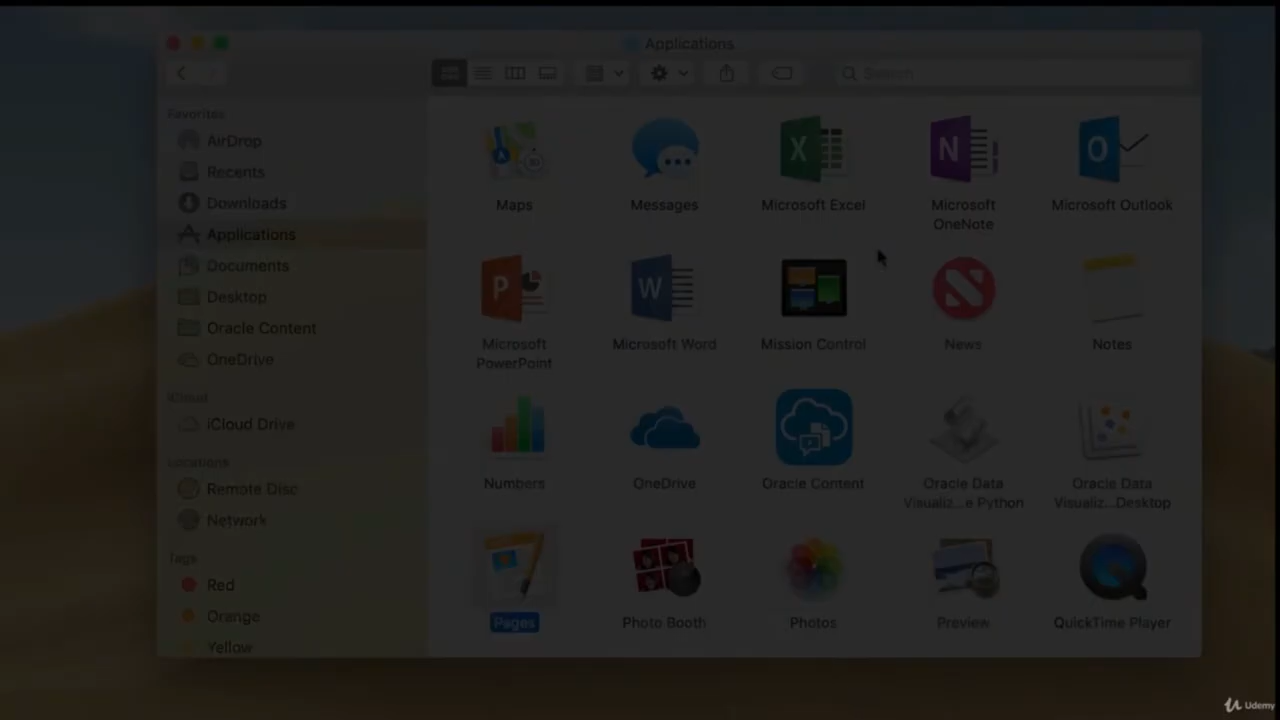 Applications
Search
Favorites
AirDrop
Recents
Downloads
Applications
Documents
Desktop
Oracle Content
OneDrive
iCloud
iCloud Drive
Locations
Remote Disc
Network
Tags
Red
Orange
Yellow
Maps
Messages
Microsoft Excel
Microsoft
OneNote
Microsoft Outlook
Microsoft
PowerPoint
Microsoft Word
Mission Control
News
Notes
Numbers
OneDrive
Oracle Content
Oracle Data
Visualiz...e Python
Oracle Data
Visualiz...Desktop
Pages
Photo Booth
Photos
Preview
QuickTime Player
Udemy